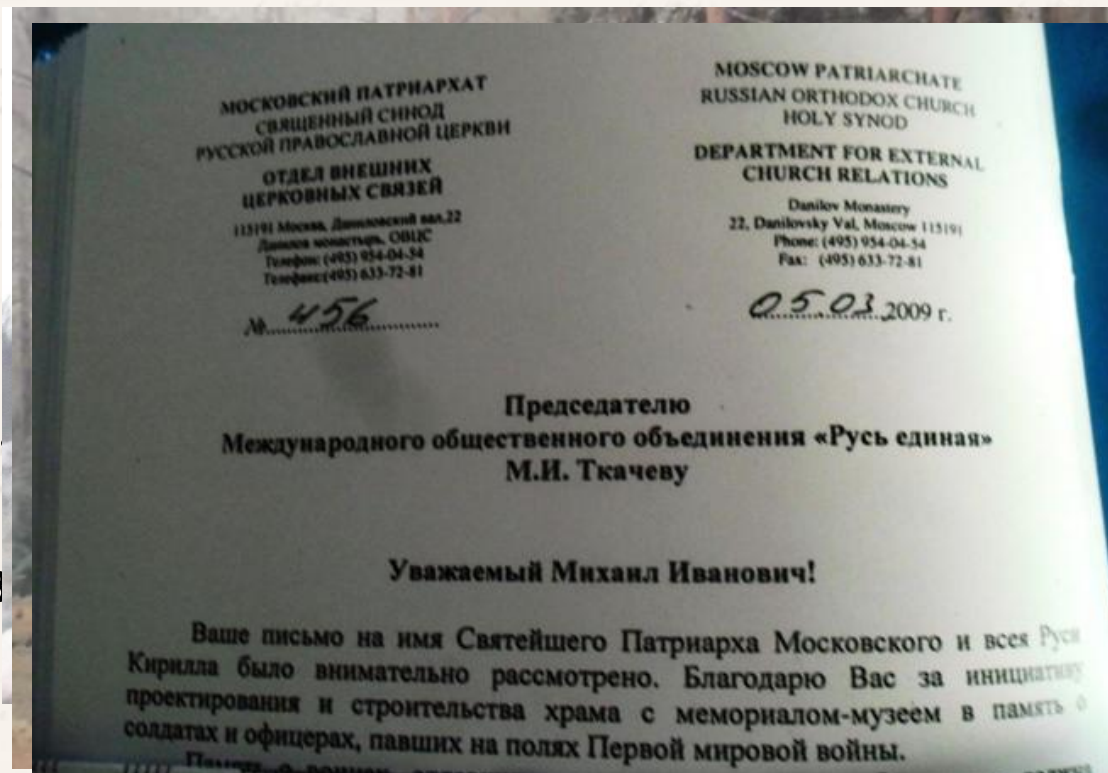 МОСКОВСКИЙ ПАТРИАРХАТ
СВЯЩЕННЫЙ СИНОД
РУССКОЙ ПРАВОСЛАВНОЙ ЦЕРКВИ
ОТДЕЛ ВНЕШНИХ
ЦЕРКОВНЫХ СВЯЗЕЙ
115191 Москва, Даниловский вал,22
Данилов монастырь, ОВЦС
Телефон: (495) 954-04-54
Телефакс:(495) 633-72-81
№ 456
MOSCOW PATRIARCHATE
RUSSIAN ORTHODOX CHURCH
HOLY SYNOD
DEPARTMENT FOR EXTERNAL
CHURCH RELATIONS
Danilov Monastery
22, Danilovsky Val, Moscow 115191
Phone: (495) 954-04-54
Fax: (495) 633-72-81
05.03.2009 г.
Председателю
Международного общественного объединения «Русь единая»
М.И. Ткачеву
Уважаемый Михаил Иванович!
Ваше письмо на имя Святейшего Патриарха Московского и всея Руси
Кирилла было внимательно рассмотрено. Благодарю Вас за инициативу
проектирования и строительства храма с мемориалом-музеем в память о
солдатах и офицерах, павших на полях Первой мировой войны.